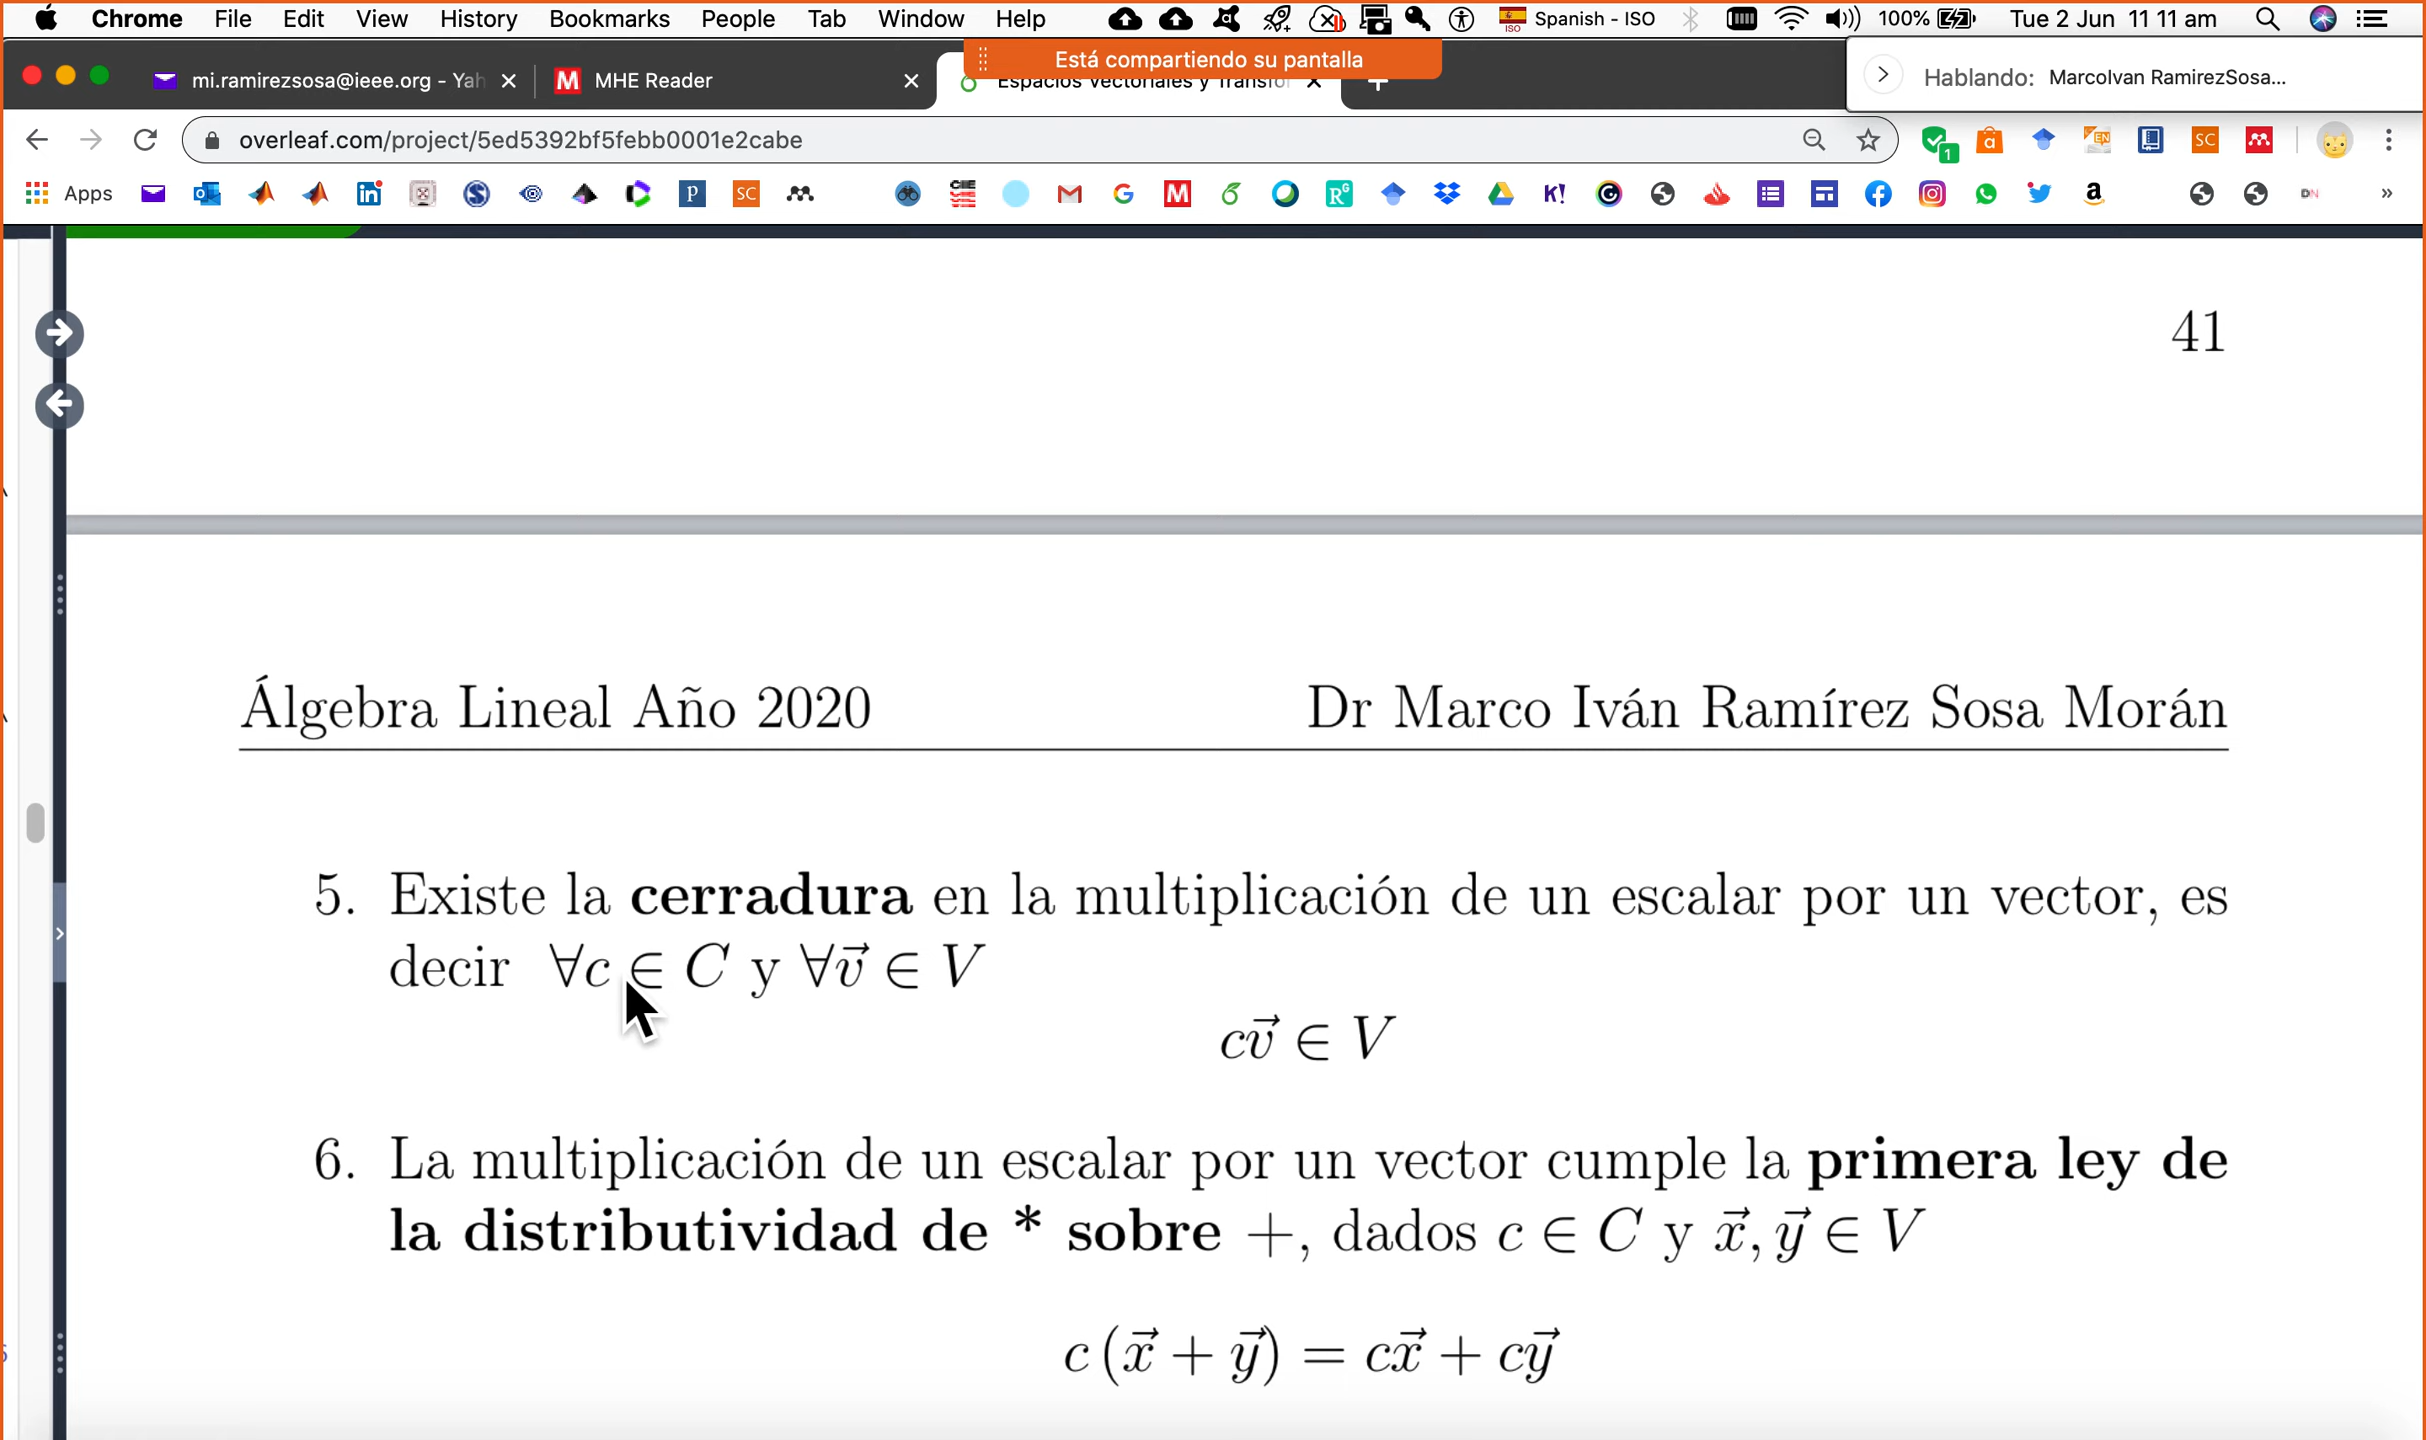 Chrome File Edit View History Bookmarks People Tab Window Help Spanish - ISO 100% Tue 2 Jun 11 11 am
Está compartiendo su pantalla
Hablando: MarcoIvan RamirezSosa...
mi.ramirezsosa@ieee.org - Yah
MHE Reader
Espacios Vectoriales y Transfo
overleaf.com/project/5ed5392bf5febb0001e2cabe
Apps
41
Álgebra Lineal Año 2020 Dr Marco Iván Ramírez Sosa Morán
5. Existe la cerradura en la multiplicación de un escalar por un vector, es
decir ∀c ∈ C y ∀v⃗ ∈ V
cv⃗ ∈ V
6. La multiplicación de un escalar por un vector cumple la primera ley de
la distributividad de * sobre +, dados c ∈ C y x⃗, y⃗ ∈ V
c (x⃗ + y⃗) = cx⃗ + cy⃗